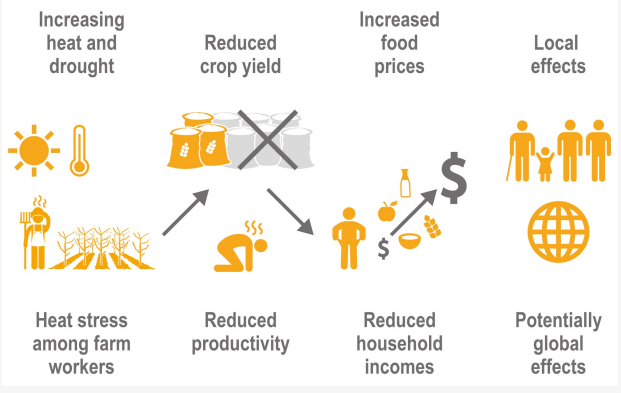 Increasing
heat and
drought
Reduced
crop yield
Increased
food
prices
Local
effects
$
$
Heat stress
among farm
workers
Reduced
productivity
Reduced
household
incomes
Potentially
global
effects